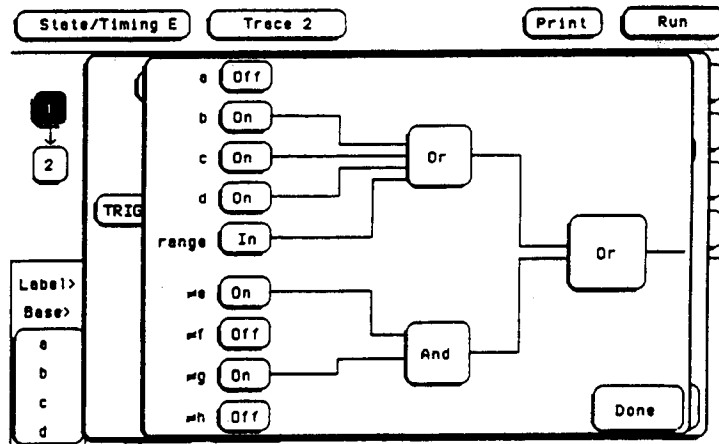 State/Timing E Trace 2 Print Run
a Off
1
b On
c On Or
2
d On
TRIG
range In Or
Label>
≠e On
Base>
≠f Off
a
And
b
≠g On
c
≠h Off Done
d